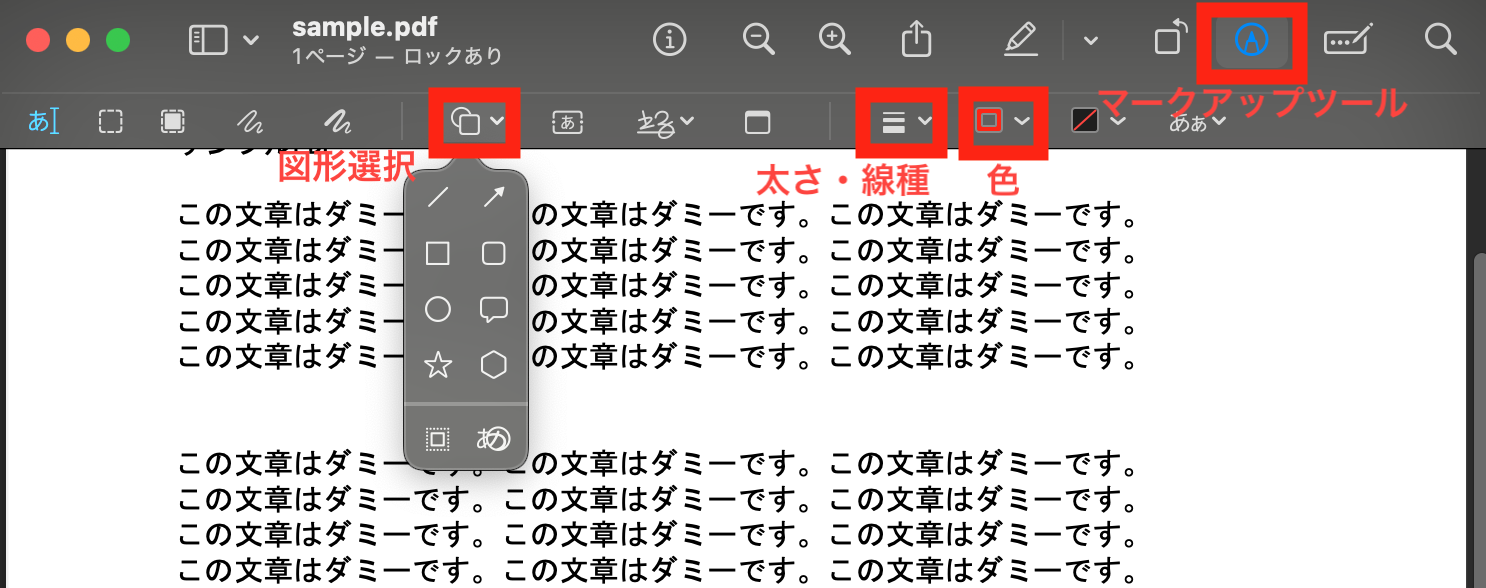 sample.pdf
1ページ — ロックあり
マークアップツール
あ
あ
あぁ
図形選択
太さ・線種
色
あ
この文章はダミー
の文章はダミーです。この文章はダミーです。
この文章はダミー
の文章はダミーです。この文章はダミーです。
この文章はダミー
の文章はダミーです。この文章はダミーです。
この文章はダミー
の文章はダミーです。この文章はダミーです。
この文章はダミー
の文章はダミーです。この文章はダミーです。
この文章はダミーです。この文章はダミーです。この文章はダミーです。
この文章はダミーです。この文章はダミーです。この文章はダミーです。
この文章はダミーです。この文章はダミーです。この文章はダミーです。
この文章はダミーです。この文章はダミーです。この文章はダミーです。